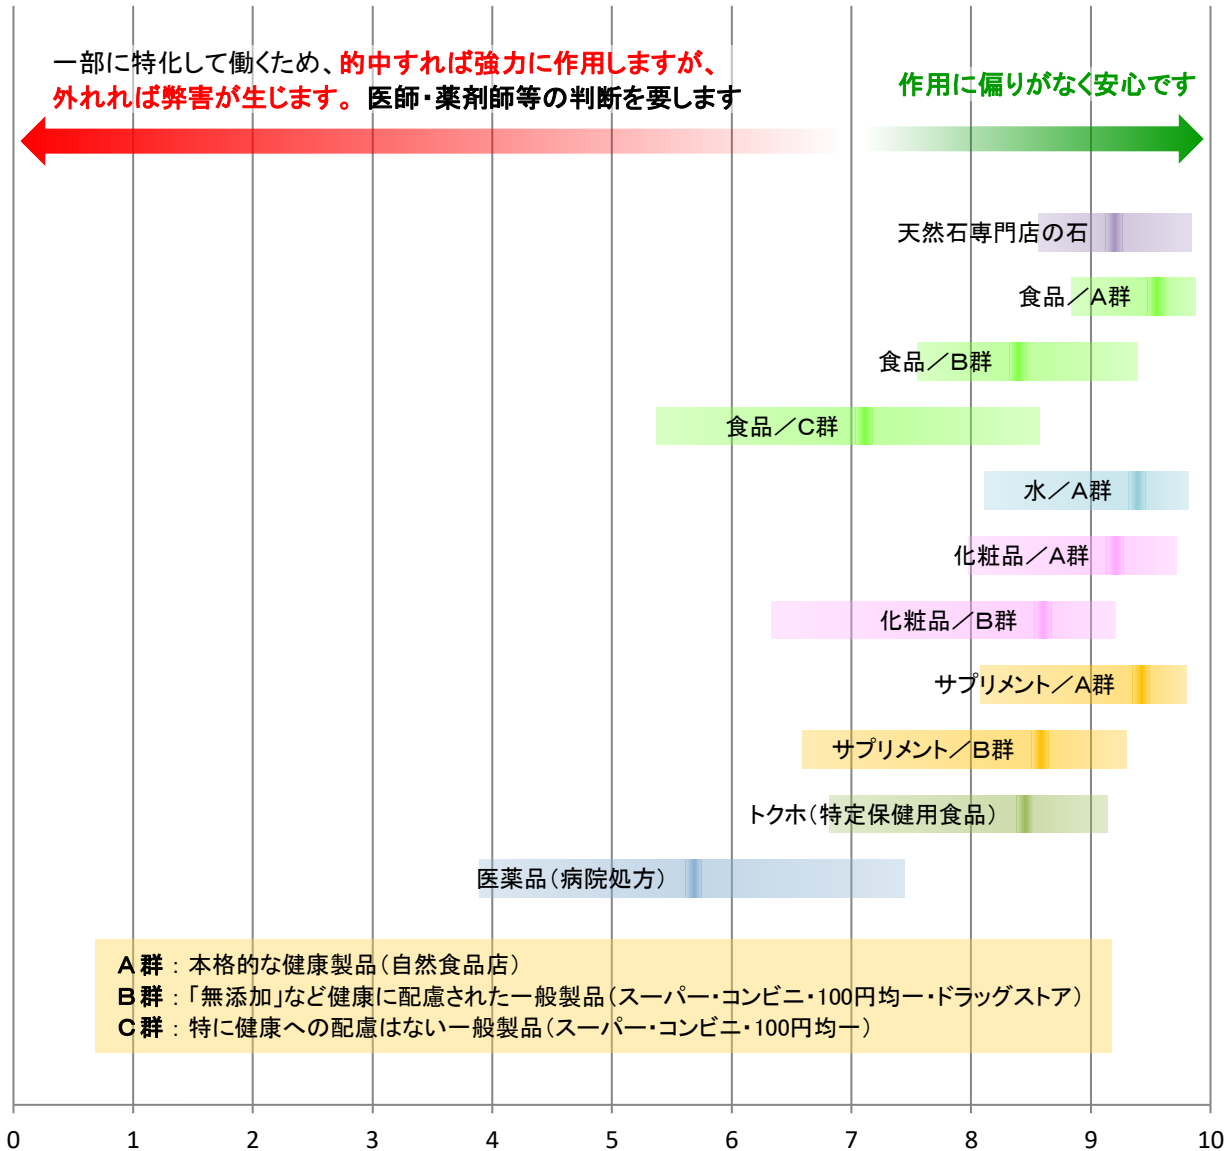 一部に特化して働くため、的中すれば強力に作用しますが、
外れれば弊害が生じます。 医師・薬剤師等の判断を要します
作用に偏りがなく安心です
天然石専門店の石
食品／A群
食品／B群
食品／C群
水／A群
化粧品／A群
化粧品／B群
サプリメント／A群
サプリメント／B群
トクホ（特定保健用食品）
医薬品（病院処方）
A 群 ： 本格的な健康製品（自然食品店）
B 群 ： 「無添加」など健康に配慮された一般製品（スーパー・コンビニ・100円均一・ドラッグストア）
C 群 ： 特に健康への配慮はない一般製品（スーパー・コンビニ・100円均一）
0 1 2 3 4 5 6 7 8 9 10